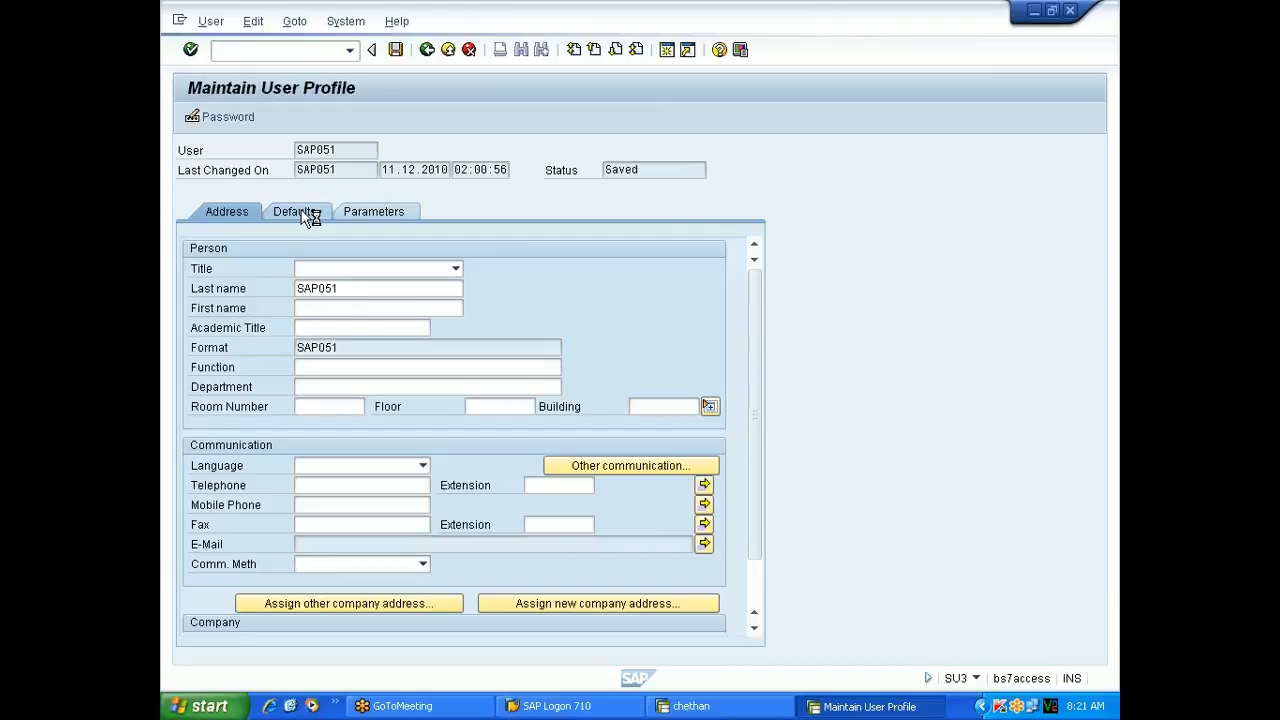 User Edit Goto System Help
Maintain User Profile
Password
User SAP051
Last Changed On SAP051 11.12.2010 02:00:56 Status Saved
Address Defaults Parameters
Person
Title
Last name SAP051
First name
Academic Title
Format SAP051
Function
Department
Room Number Floor Building
Communication
Language Other communication...
Telephone Extension
Mobile Phone
Fax Extension
E-Mail
Comm. Meth
Assign other company address... Assign new company address...
Company
SAP SU3 bs7access INS
start GoToMeeting SAP Logon 710 chethan Maintain User Profile 8:21 AM